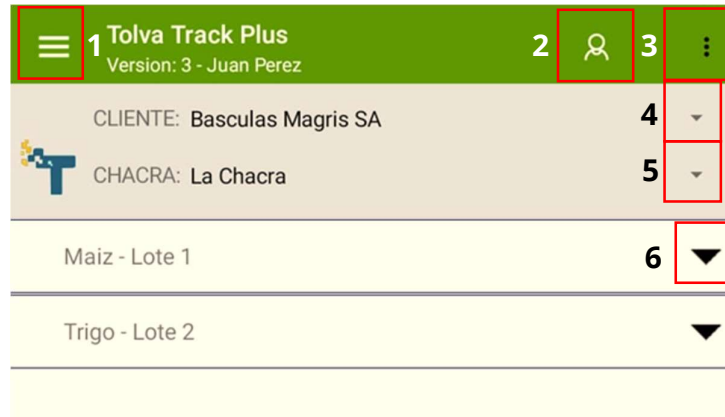 1 Tolva Track Plus 2 3
Version: 3 - Juan Perez
CLIENTE: Basculas Magris SA 4
CHACRA: La Chacra 5
Maiz - Lote 1 6
Trigo - Lote 2